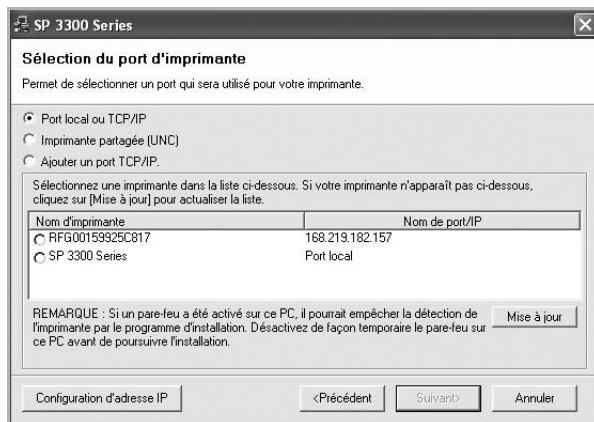 SP 3300 Series
Sélection du port d'imprimante
Permet de sélectionner un port qui sera utilisé pour votre imprimante.
Port local ou TCP/IP
Imprimante partagée (UNC)
Ajouter un port TCP/IP.
Sélectionnez une imprimante dans la liste ci-dessous. Si votre imprimante n'apparaît pas ci-dessous,
cliquez sur [Mise à jour] pour actualiser la liste.
Nom d'imprimante Nom de port/IP
RFG00159925C817 168.219.182.157
SP 3300 Series Port local
REMARQUE : Si un pare-feu a été activé sur ce PC, il pourrait empêcher la détection de
l'imprimante par le programme d'installation. Désactivez de façon temporaire le pare-feu sur
ce PC avant de poursuivre l'installation.
Mise à jour
Configuration d'adresse IP <Précédent Suivant> Annuler